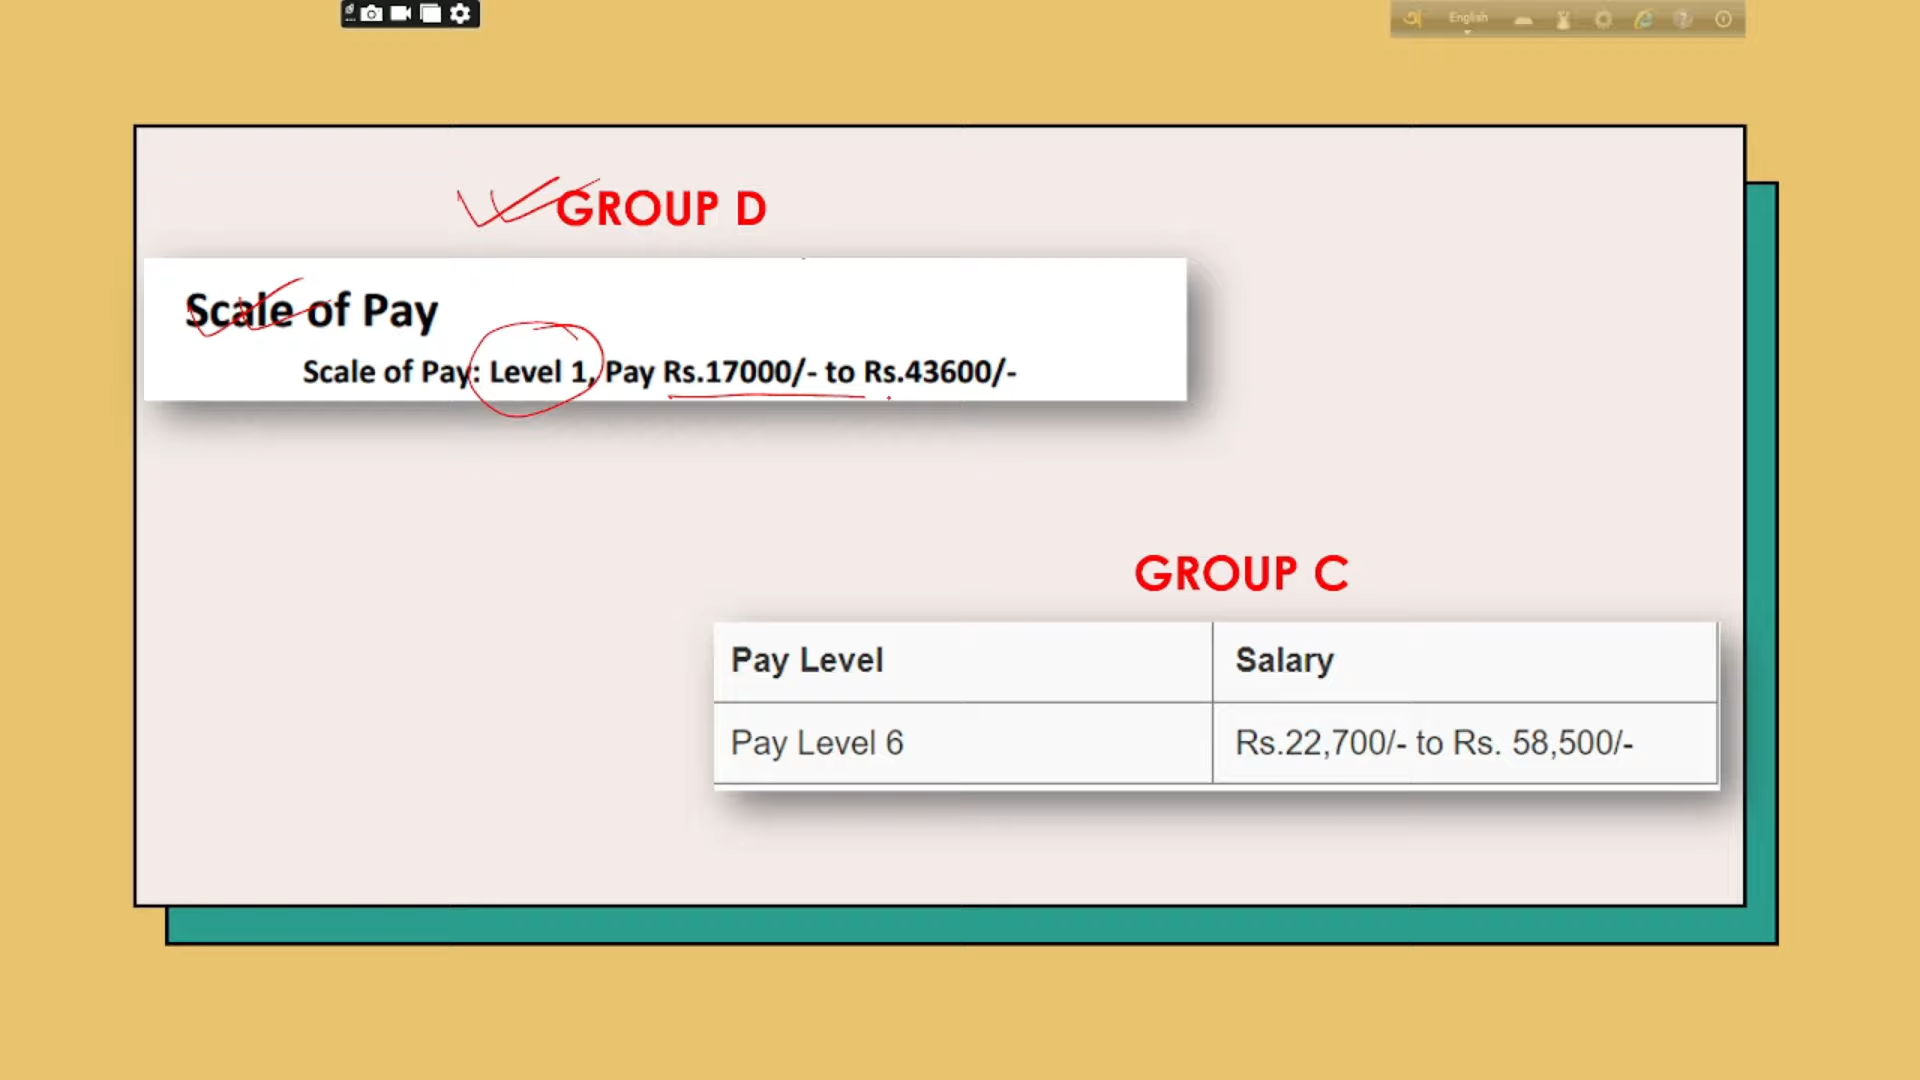 English
GROUP D
Scale of Pay
Scale of Pay: Level 1, Pay Rs.17000/- to Rs.43600/-
GROUP C
Pay Level Salary
Pay Level 6 Rs.22,700/- to Rs. 58,500/-